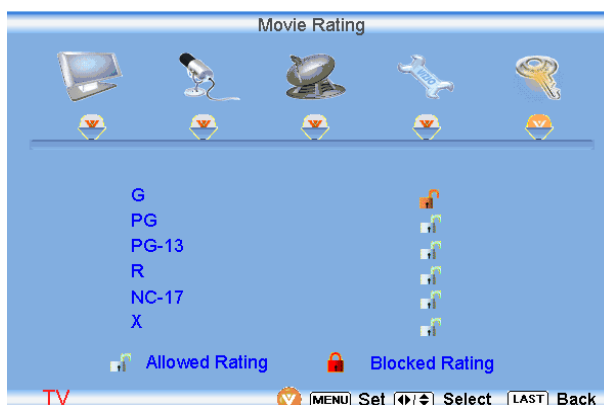 Movie Rating
G
PG
PG-13
R
NC-17
X
Allowed Rating Blocked Rating
TV MENU Set Select LAST Back